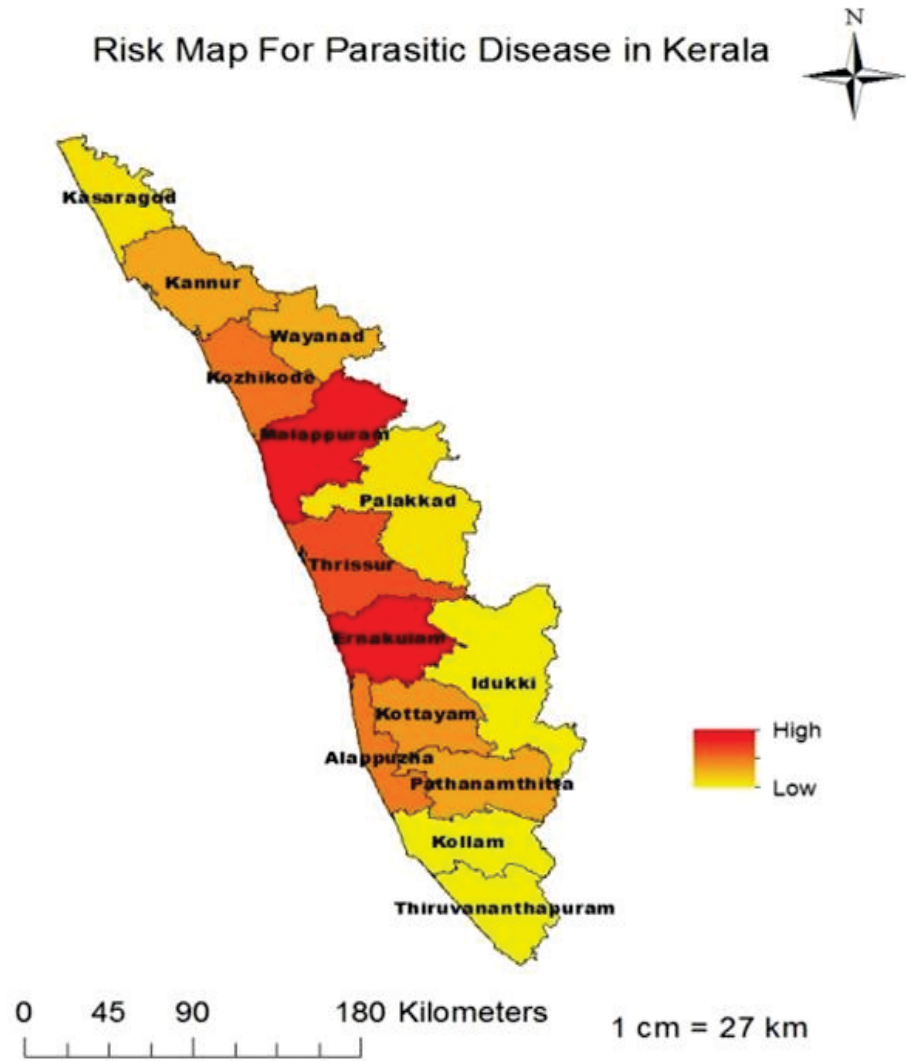 N
Risk Map For Parasitic Disease in Kerala
Kasaragod
Kannur
Wayanad
Kozhikode
Malappuram
Palakkad
Thrissur
Ernakulam
Idukki
Kottayam
Alappuzha
Pathanamthitta
Kollam
Thiruvananthapuram
High
Low
0 45 90 180 Kilometers
1 cm = 27 km